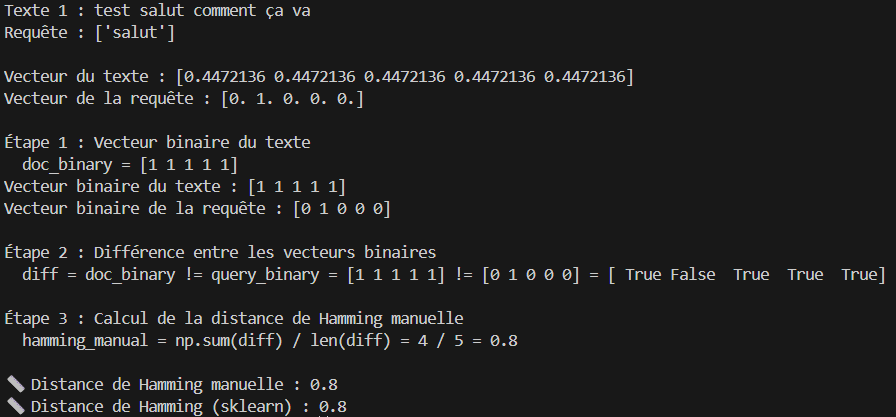 Texte 1 : test salut comment ça va
Requête : ['salut']
Vecteur du texte : [0.4472136 0.4472136 0.4472136 0.4472136 0.4472136]
Vecteur de la requête : [0. 1. 0. 0. 0.]
Étape 1 : Vecteur binaire du texte
  doc_binary = [1 1 1 1 1]
Vecteur binaire du texte : [1 1 1 1 1]
Vecteur binaire de la requête : [0 1 0 0 0]
Étape 2 : Différence entre les vecteurs binaires
  diff = doc_binary != query_binary = [1 1 1 1 1] != [0 1 0 0 0] = [ True False  True  True  True]
Étape 3 : Calcul de la distance de Hamming manuelle
  hamming_manual = np.sum(diff) / len(diff) = 4 / 5 = 0.8
📏 Distance de Hamming manuelle : 0.8
📏 Distance de Hamming (sklearn) : 0.8